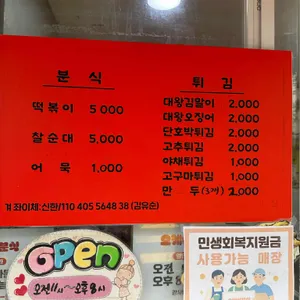 분 식
떡볶이 5,000
찰순대 5,000
어 묵 1,000
튀 김
대왕김말이 2,000
대왕오징어 2,000
단호박튀김 2,000
고추튀김 2,000
야채튀김 1,000
고구마튀김 1,000
만 두 (3개) 2,000
계좌이체:신한/110 405 5648 38 (김유순)
OPEN
오전11시~오후8시
민생회복지원금
사용가능 매장